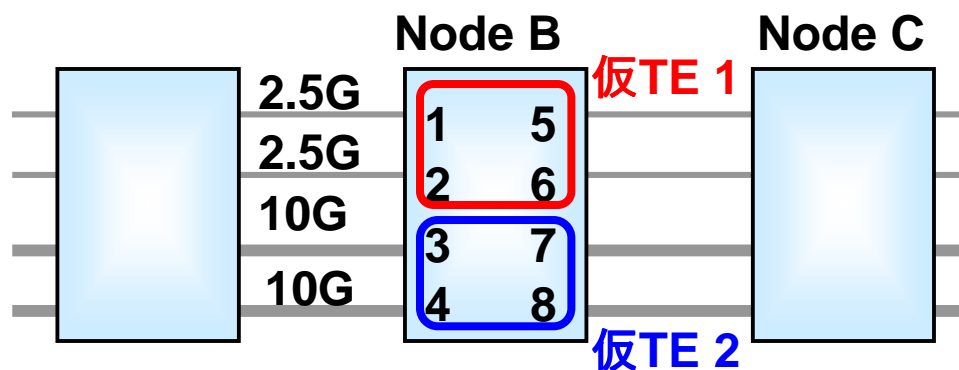 Node B
Node C
仮TE 1
2.5G
1 5
2.5G
2 6
10G
3 7
10G
4 8
仮TE 2